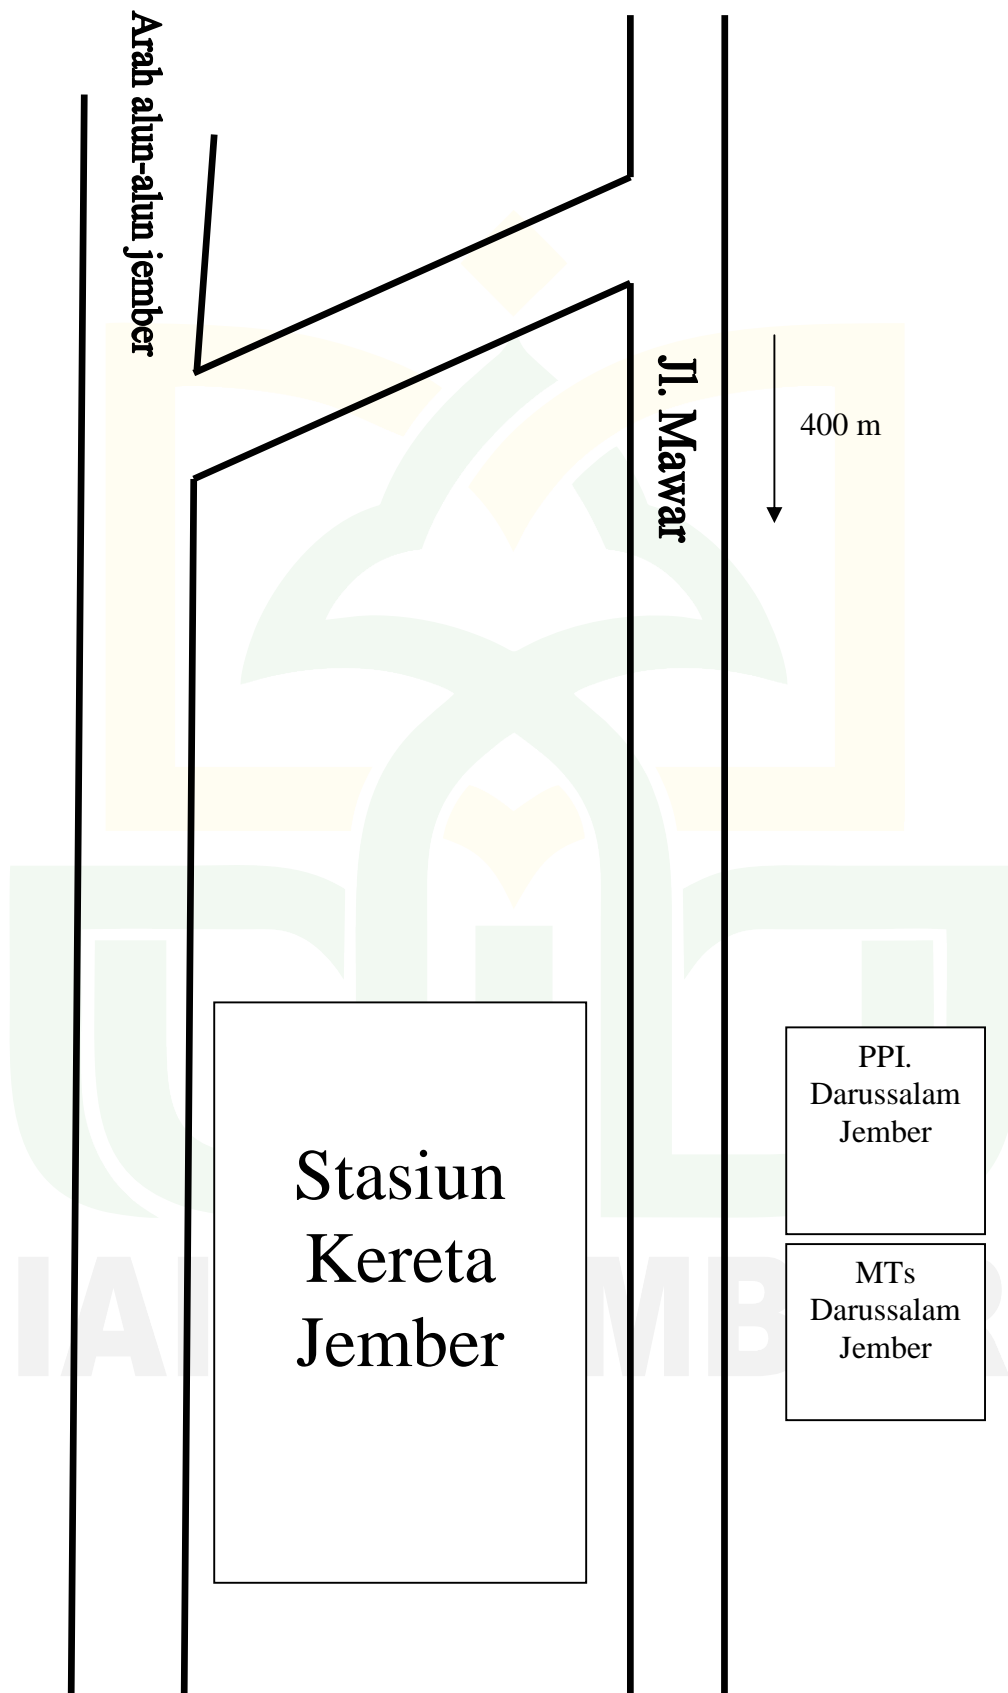 Arah alun-alun jember
Jl. Mawar
400 m
Stasiun
Kereta
Jember
PPI.
Darussalam
Jember
MTs
Darussalam
Jember